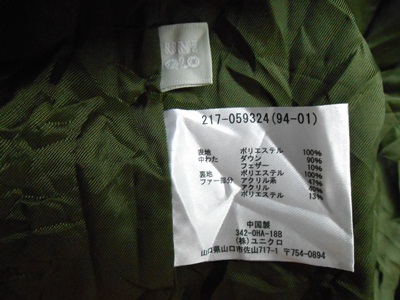 UNI
QLO
217-059324(94-01)
表地 ポリエステル 100%
中わた ダウン 90%
フェザー 10%
裏地 ポリエステル 100%
ファー部分 アクリル系 47%
アクリル 40%
ポリエステル 13%
中国製
342-OHA-18B
(株)ユニクロ
山口県山口市佐山717-1 〒754-0894